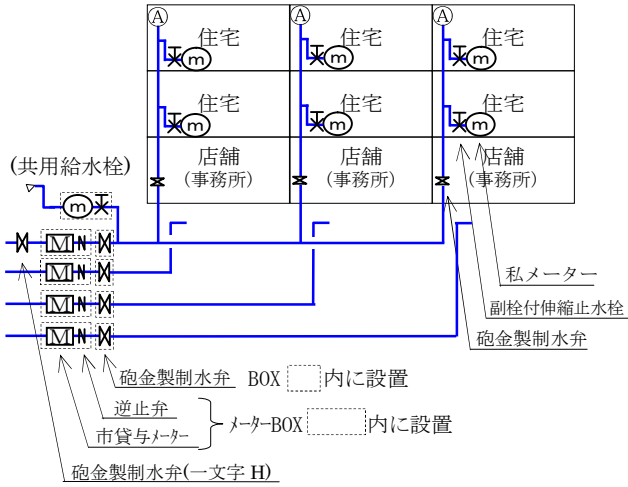 A A A
住宅 住宅 住宅
m m m
住宅 住宅 住宅
m m m
店舗 店舗 店舗
(事務所) (事務所) (事務所)
(共用給水栓)
m
M
M
M
M
私メーター
副栓付伸縮止水栓
砲金製制水弁
砲金製制水弁 BOX 内に設置
逆止弁
市貸与メーター
メーターBOX 内に設置
砲金製制水弁(一文字 H)